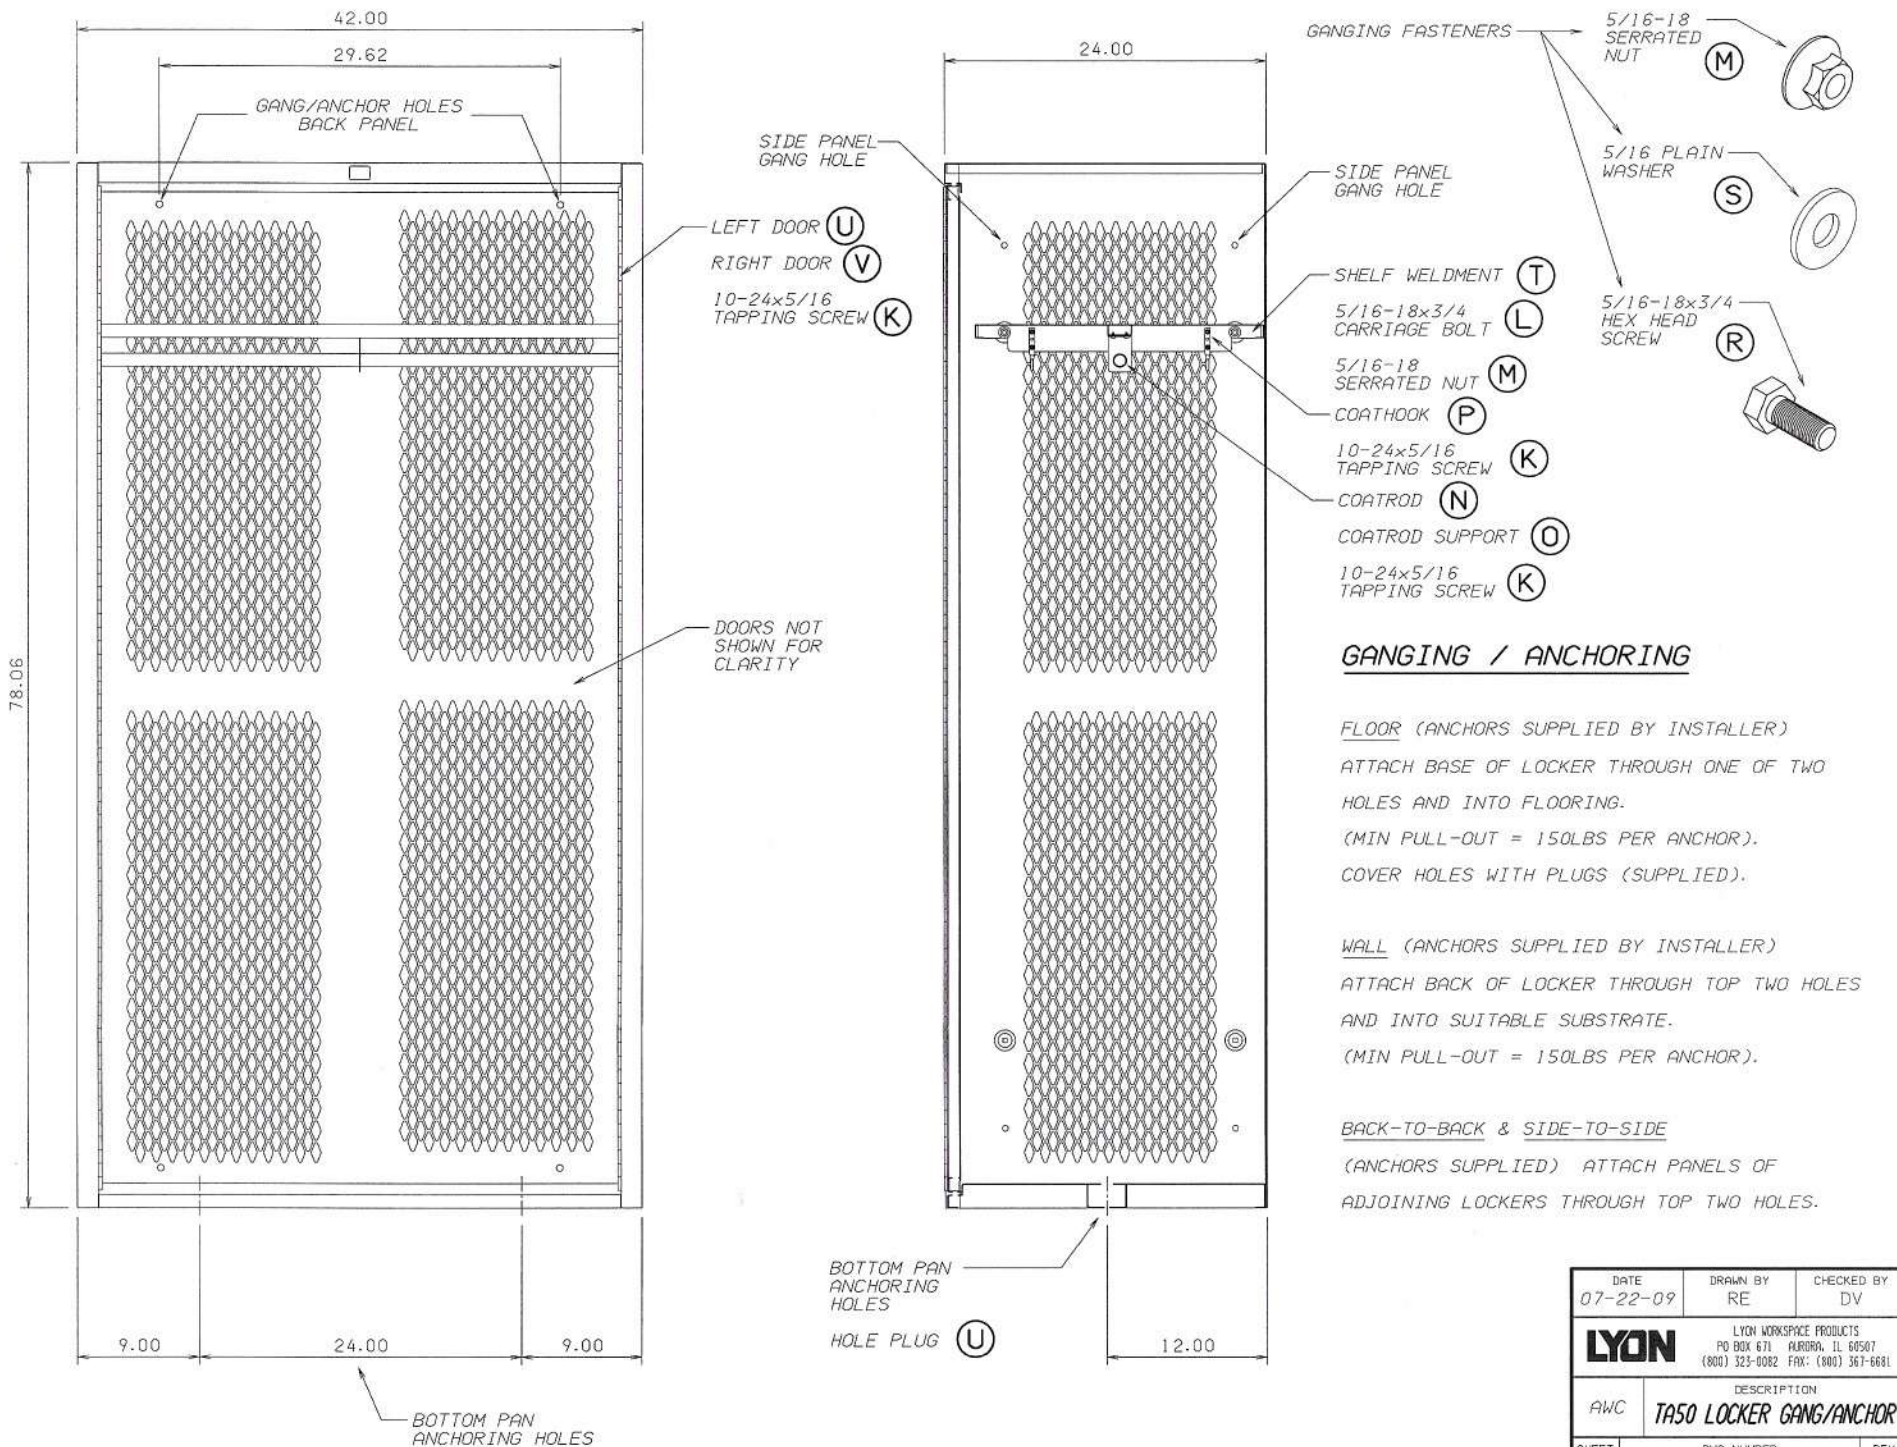 42.00
29.62
GANG/ANCHOR HOLES
BACK PANEL
78.06
LEFT DOOR U
RIGHT DOOR V
10-24x5/16
TAPPING SCREW K
DOORS NOT
SHOWN FOR
CLARITY
9.00
24.00
9.00
BOTTOM PAN
ANCHORING HOLES
24.00
SIDE PANEL
GANG HOLE
SIDE PANEL
GANG HOLE
SHELF WELDMENT T
5/16-18x3/4
CARRIAGE BOLT L
5/16-18
SERRATED NUT M
COATHOOK P
10-24x5/16
TAPPING SCREW K
COATROD N
COATROD SUPPORT O
10-24x5/16
TAPPING SCREW K
BOTTOM PAN
ANCHORING
HOLES
HOLE PLUG U
12.00
GANGING FASTENERS
5/16-18
SERRATED
NUT
M
5/16 PLAIN
WASHER
S
5/16-18x3/4
HEX HEAD
SCREW
R
GANGING / ANCHORING
FLOOR (ANCHORS SUPPLIED BY INSTALLER)
ATTACH BASE OF LOCKER THROUGH ONE OF TWO
HOLES AND INTO FLOORING.
(MIN PULL-OUT = 150LBS PER ANCHOR).
COVER HOLES WITH PLUGS (SUPPLIED).
WALL (ANCHORS SUPPLIED BY INSTALLER)
ATTACH BACK OF LOCKER THROUGH TOP TWO HOLES
AND INTO SUITABLE SUBSTRATE.
(MIN PULL-OUT = 150LBS PER ANCHOR).
BACK-TO-BACK & SIDE-TO-SIDE
(ANCHORS SUPPLIED) ATTACH PANELS OF
ADJOINING LOCKERS THROUGH TOP TWO HOLES.
DATE
07-22-09
DRAWN BY
RE
CHECKED BY
DV
LYON
LYON WORKSPACE PRODUCTS
PO BOX 671 AURORA, IL 60507
(800) 323-0082 FAX: (800) 367-6681
AWC
DESCRIPTION
TA50 LOCKER GANG/ANCHOR